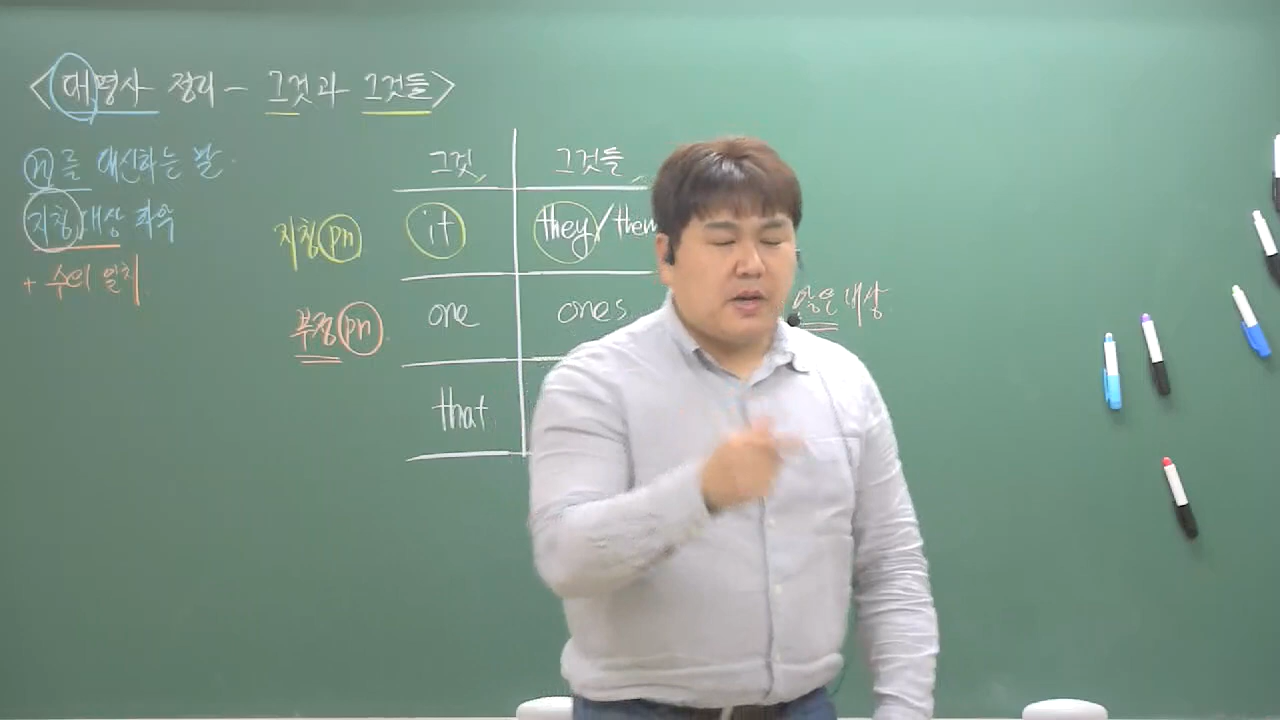 <대명사 정리 - 그것과 그것들>
n를 대신하는 말.
지칭대상 파악
+ 수의 일치
그것 그것들
지칭 pn it they/them
부정 pn one ones 않은 대상
that